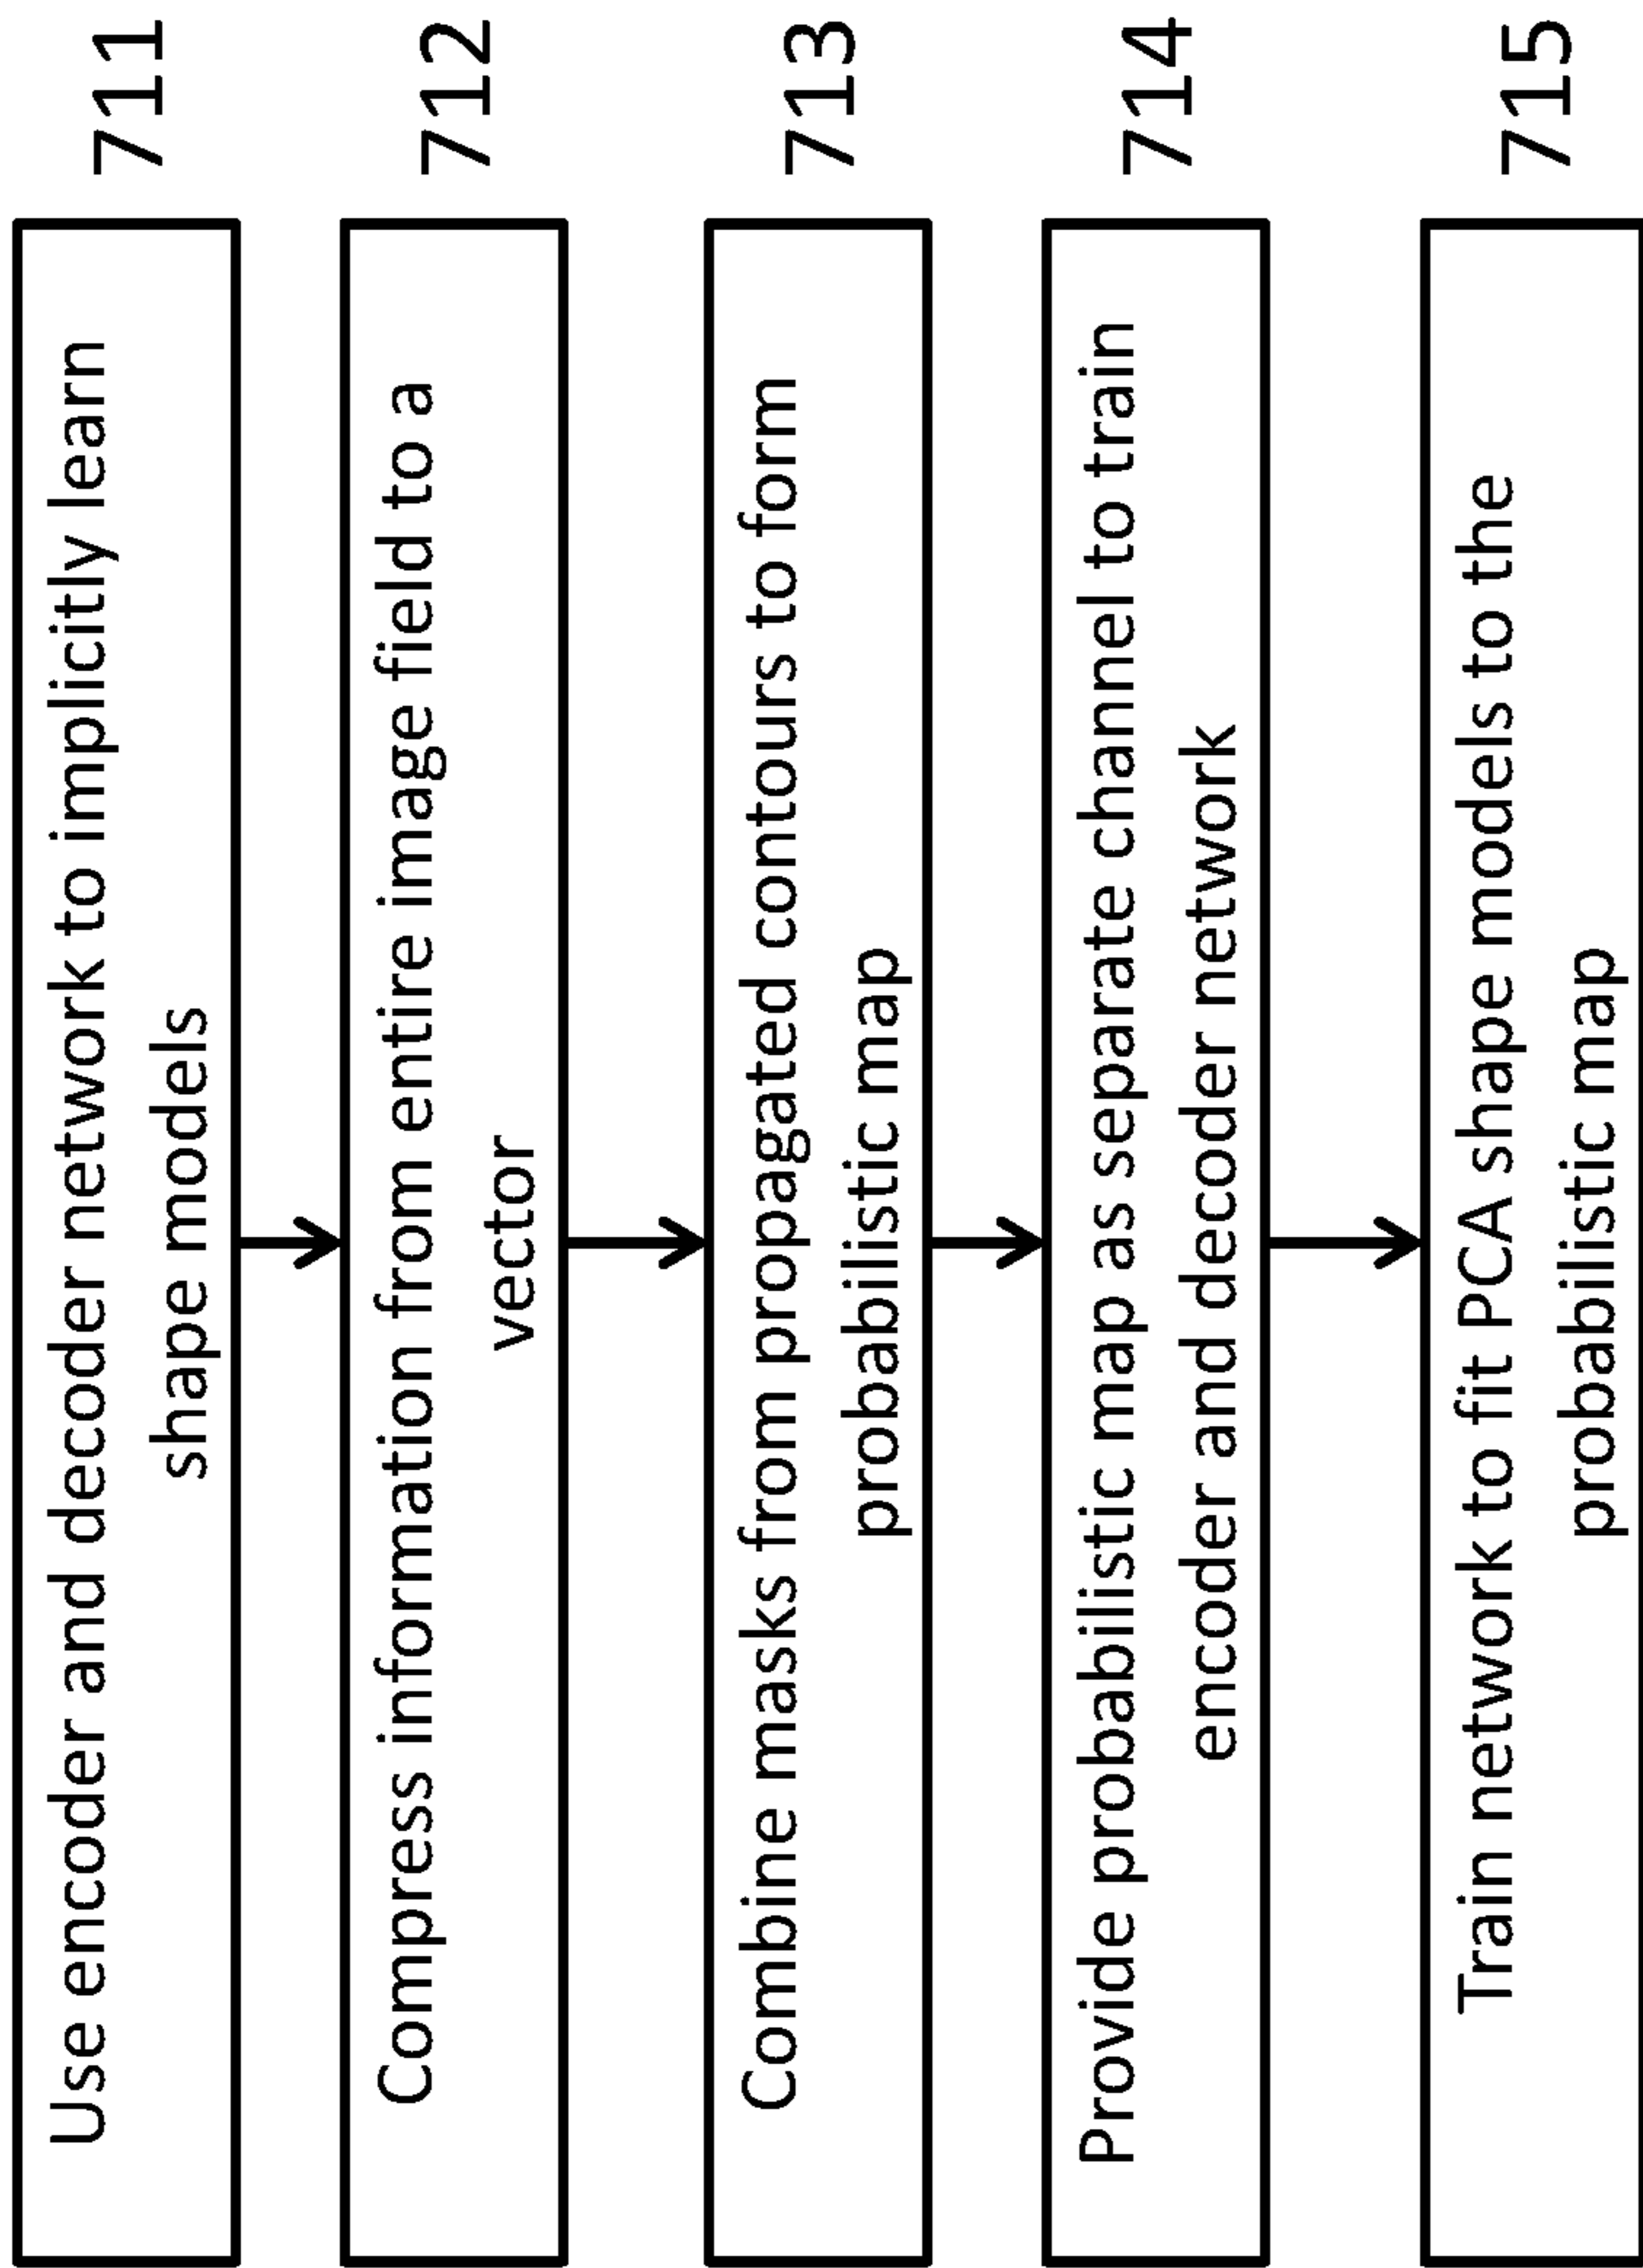 Use encoder and decoder network to implicitly learn
shape models
711
Compress information from entire image field to a
vector
712
Combine masks from propagated contours to form
probabilistic map
713
Provide probabilistic map as separate channel to train
encoder and decoder network
714
Train network to fit PCA shape models to the
probabilistic map
715